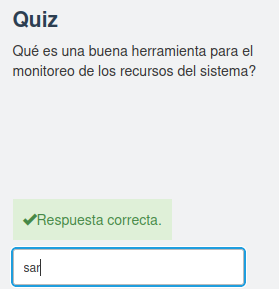 Quiz
Qué es una buena herramienta para el
monitoreo de los recursos del sistema?
Respuesta correcta.
sar